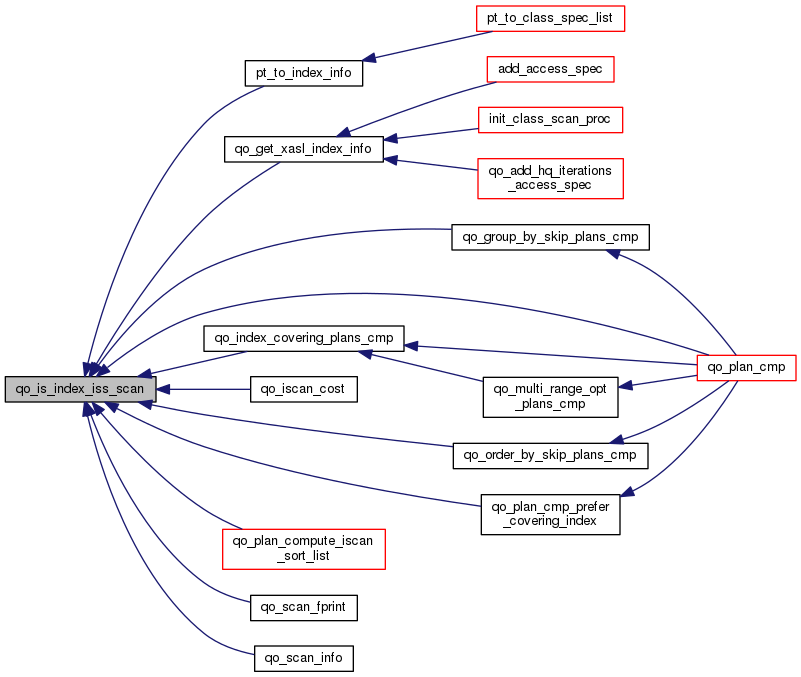 pt_to_class_spec_list
pt_to_index_info
add_access_spec
init_class_scan_proc
qo_get_xasl_index_info
qo_add_hq_iterations
_access_spec
qo_group_by_skip_plans_cmp
qo_index_covering_plans_cmp
qo_plan_cmp
qo_is_index_iss_scan
qo_iscan_cost
qo_multi_range_opt
_plans_cmp
qo_order_by_skip_plans_cmp
qo_plan_cmp_prefer
_covering_index
qo_plan_compute_iscan
_sort_list
qo_scan_fprint
qo_scan_info